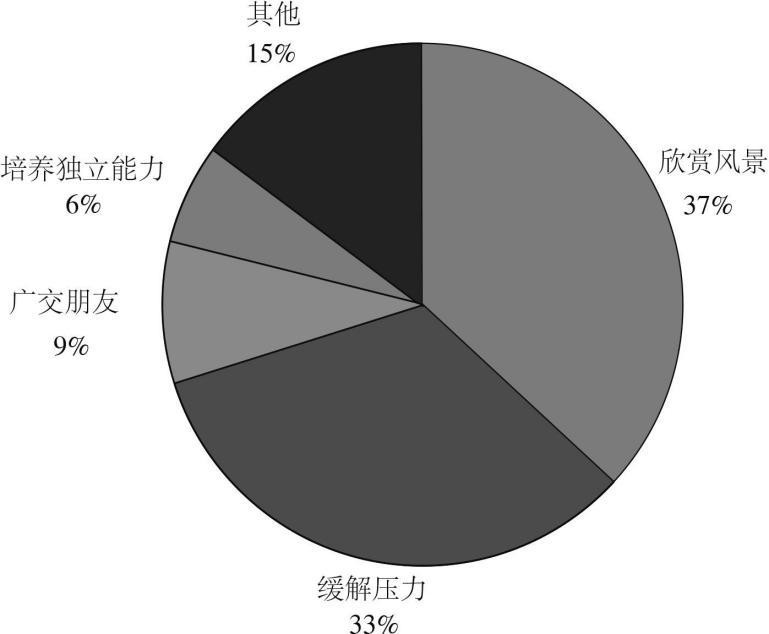 其他
15%
欣赏风景
37%
培养独立能力
6%
广交朋友
9%
缓解压力
33%